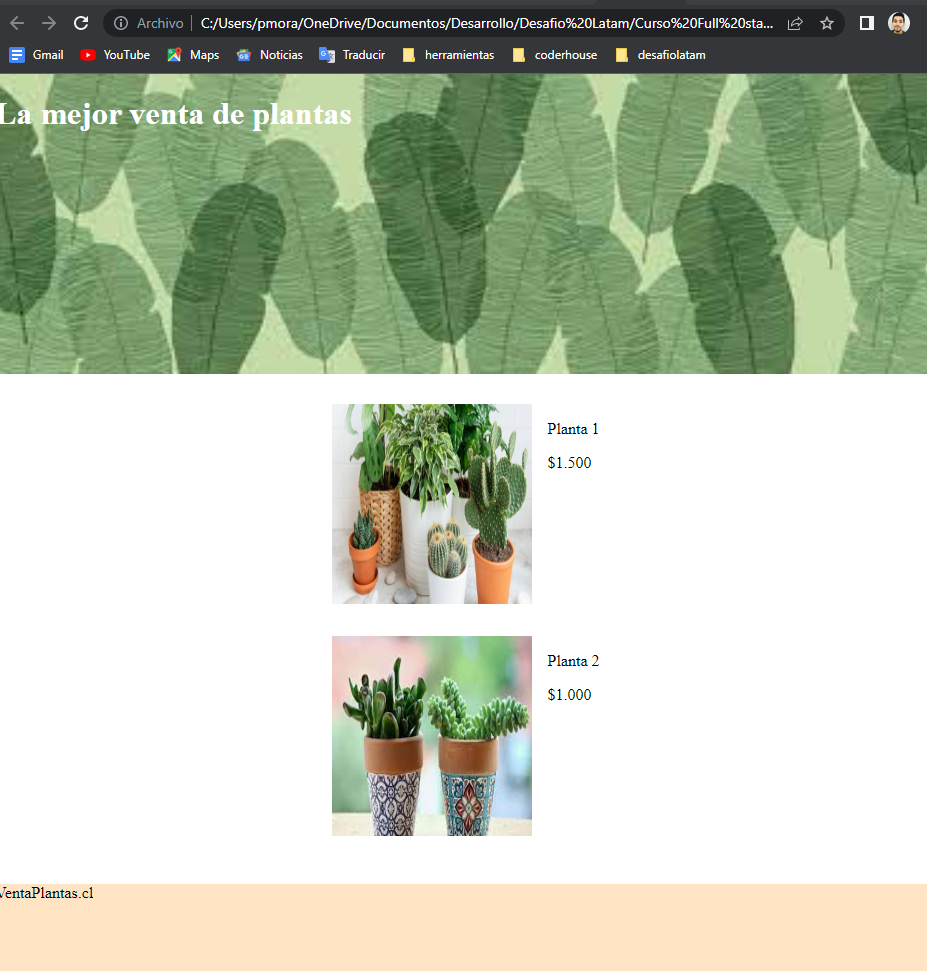 Archivo C:/Users/pmora/OneDrive/Documentos/Desarrollo/Desafio%20Latam/Curso%20Full%20sta...
Gmail YouTube Maps Noticias Traducir herramientas coderhouse desafiolatam
La mejor venta de plantas
Planta 1
$1.500
Planta 2
$1.000
VentaPlantas.cl